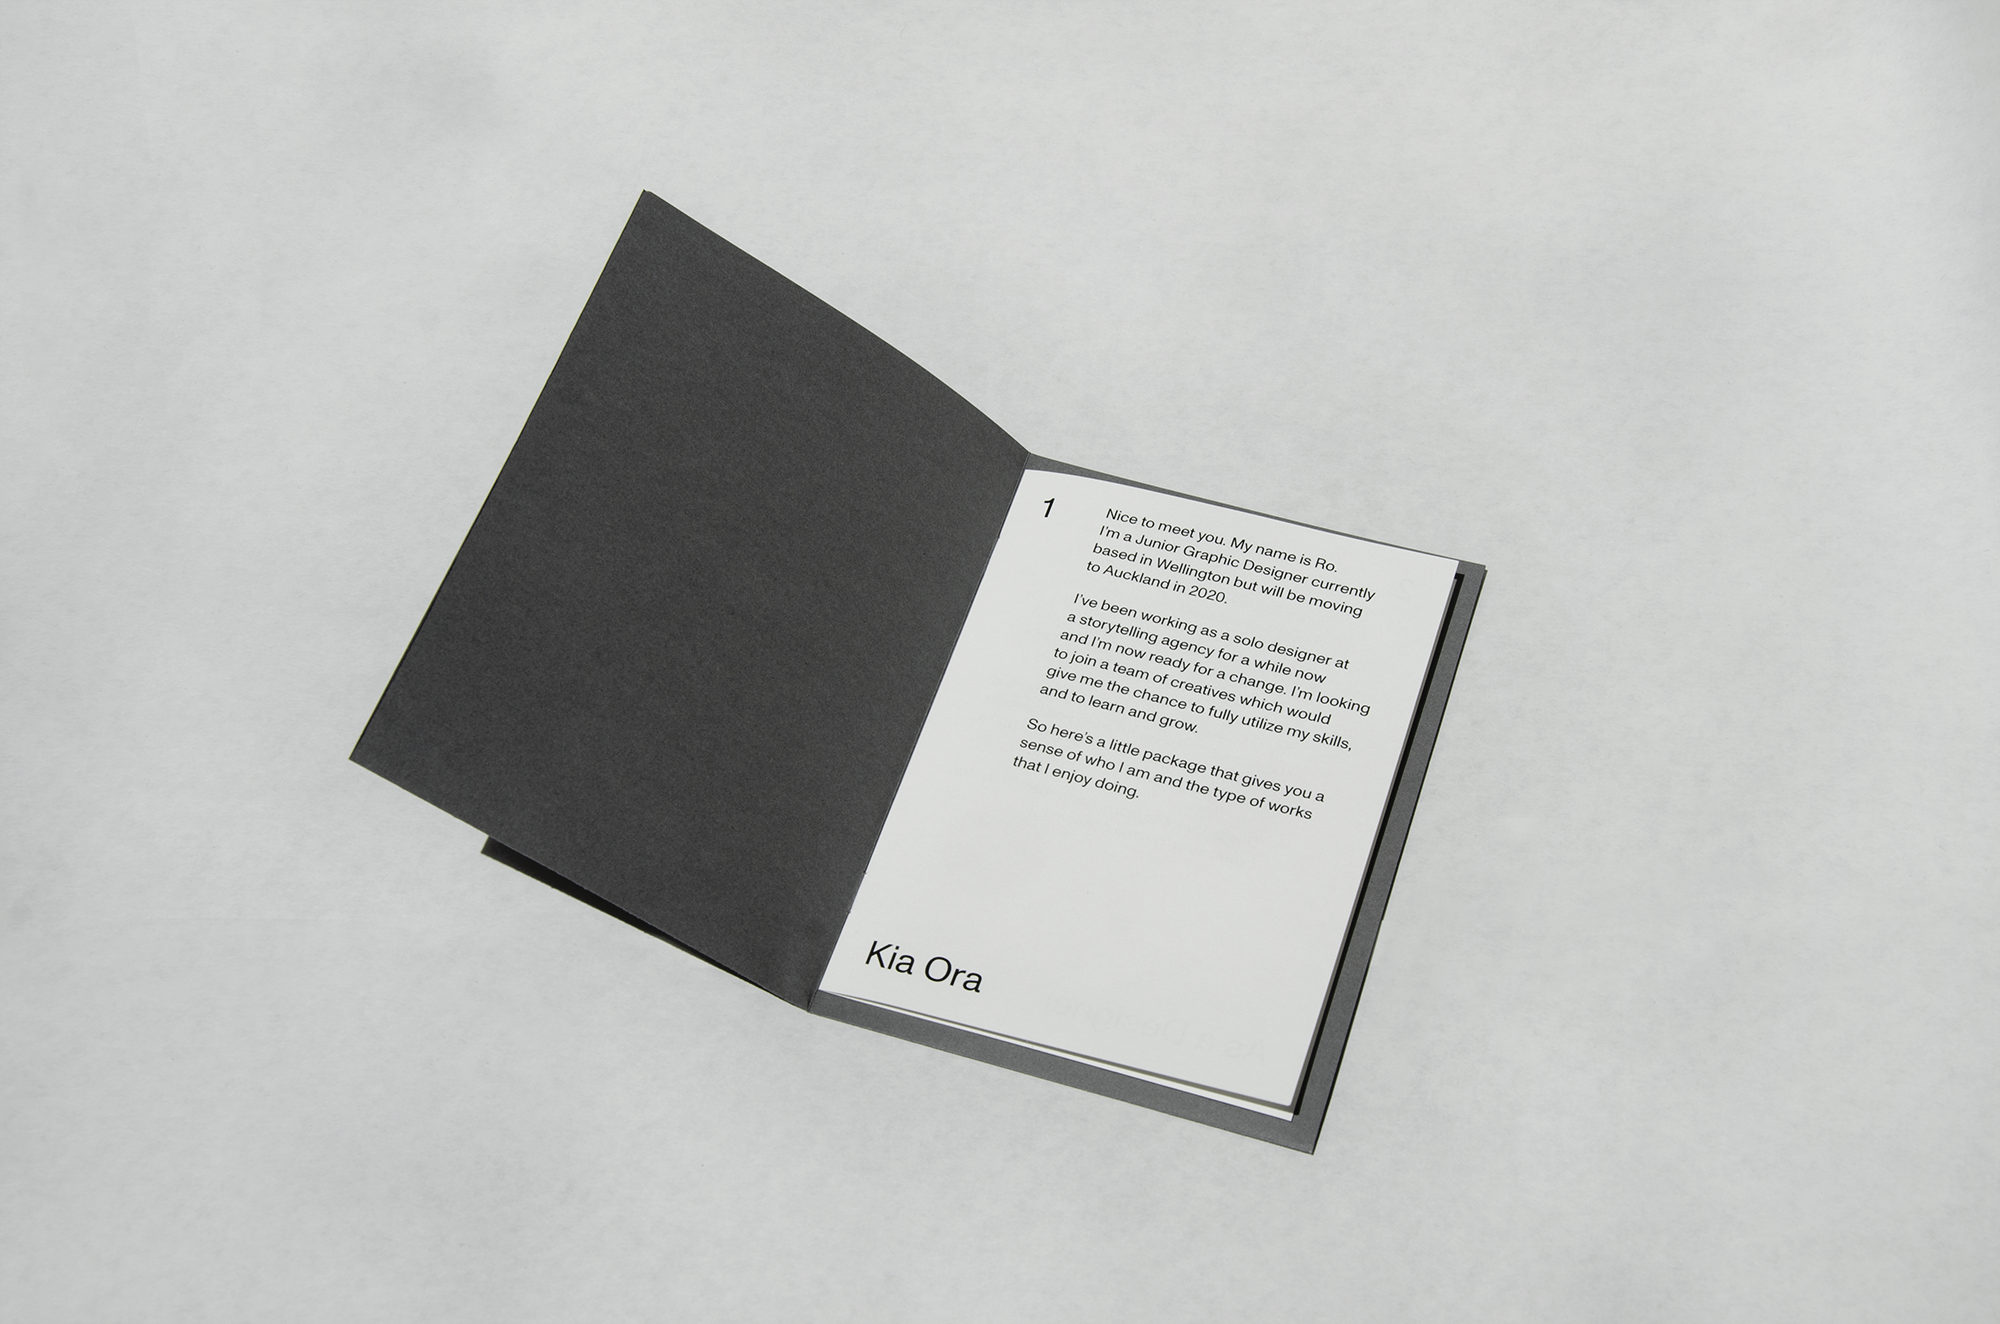 1
Nice to meet you. My name is Ro.
I'm a Junior Graphic Designer currently
based in Wellington but will be moving
to Auckland in 2020.
I've been working as a solo designer at
a storytelling agency for a while now
and I'm now ready for a change. I'm looking
to join a team of creatives which would
give me the chance to fully utilize my skills,
and to learn and grow.
So here's a little package that gives you a
sense of who I am and the type of works
that I enjoy doing.
Kia Ora